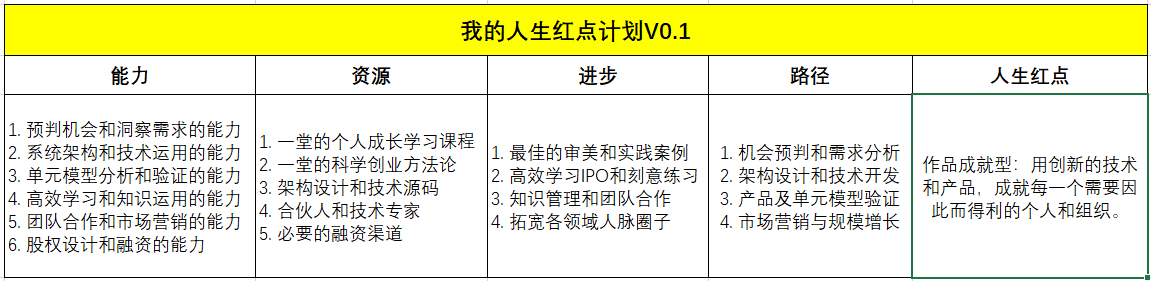 我的人生红点计划V0.1
能力
资源
进步
路径
人生红点
1. 预判机会和洞察需求的能力
2. 系统架构和技术运用的能力
3. 单元模型分析和验证的能力
4. 高效学习和知识运用的能力
5. 团队合作和市场营销的能力
6. 股权设计和融资的能力
1. 一堂的个人成长学习课程
2. 一堂的科学创业方法论
3. 架构设计和技术源码
4. 合伙人和技术专家
5. 必要的融资渠道
1. 最佳的审美和实践案例
2. 高效学习IPO和刻意练习
3. 知识管理和团队合作
4. 拓宽各领域人脉圈子
1. 机会预判和需求分析
2. 架构设计和技术开发
3. 产品及单元模型验证
4. 市场营销与规模增长
作品成就型：用创新的技术
和产品，成就每一个需要因
此而得利的个人和组织。